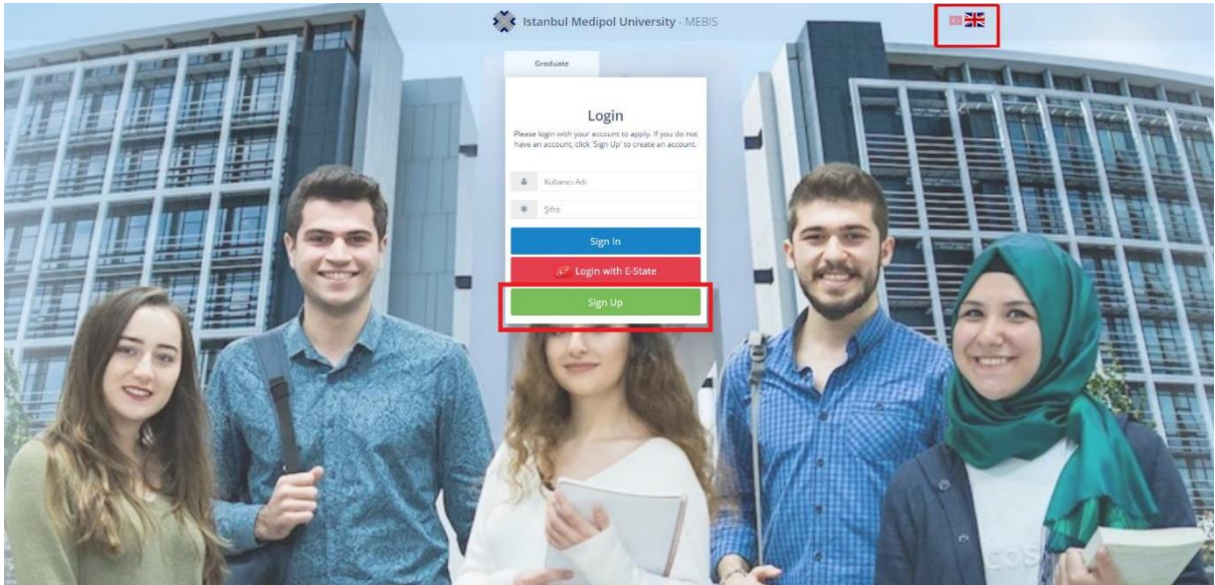 Istanbul Medipol University - MEBIS
Graduate
Login
Please login with your account to apply. If you do not
have an account, click 'Sign Up' to create an account.
Kullanıcı Adı
Şifre
Sign In
Login with E-State
Sign Up